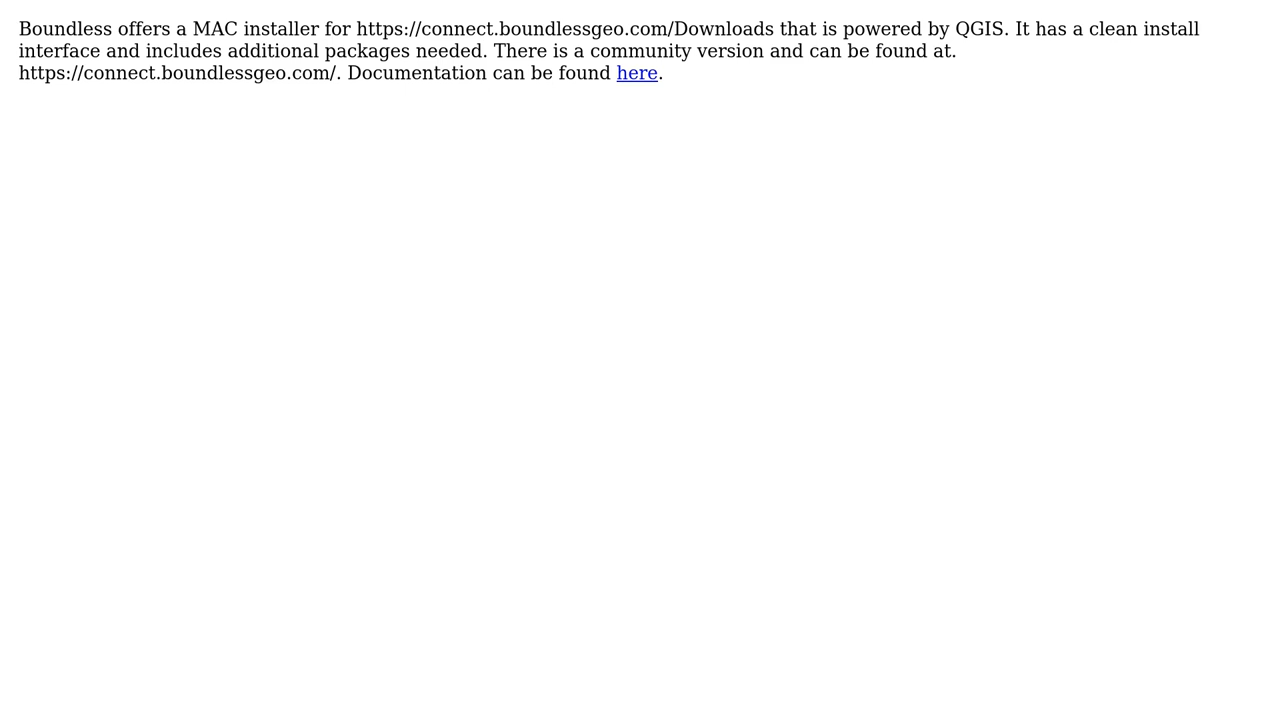 Boundless offers a MAC installer for https://connect.boundlessgeo.com/Downloads that is powered by QGIS. It has a clean install
interface and includes additional packages needed. There is a community version and can be found at.
https://connect.boundlessgeo.com/. Documentation can be found here.